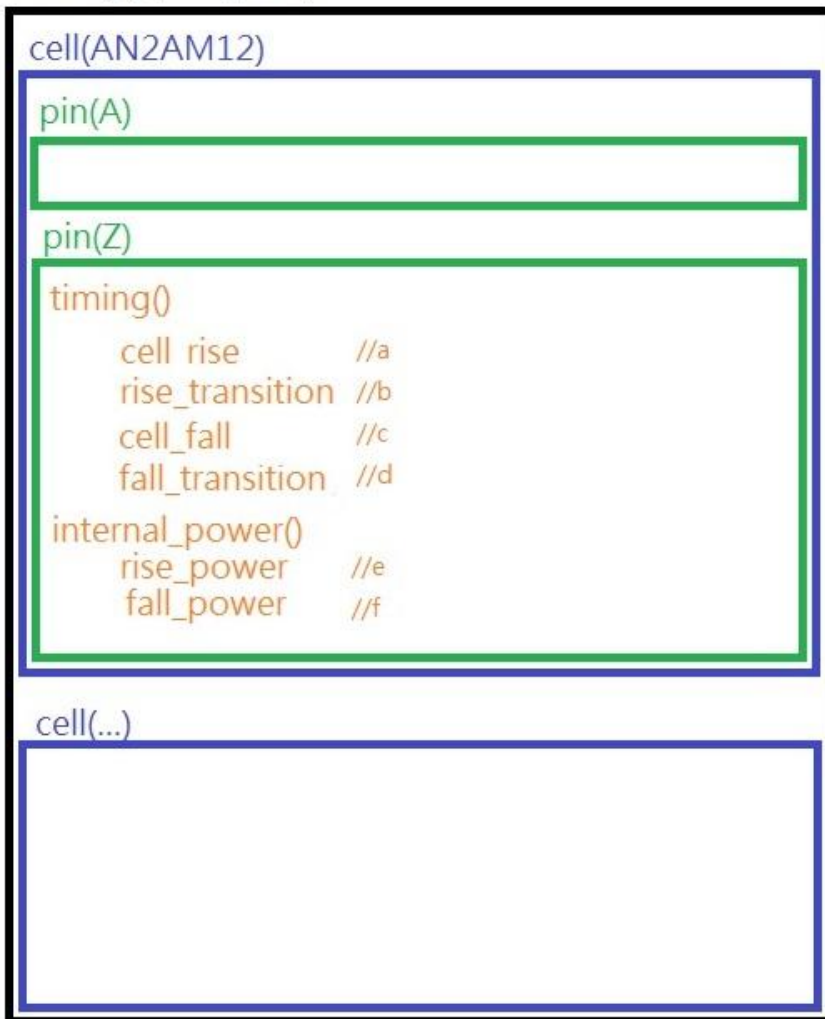 cell(AN2AM12)
pin(A)
pin(Z)
timing()
cell rise //a
rise_transition //b
cell_fall //c
fall_transition //d
internal_power()
rise_power //e
fall_power //f
cell(...)